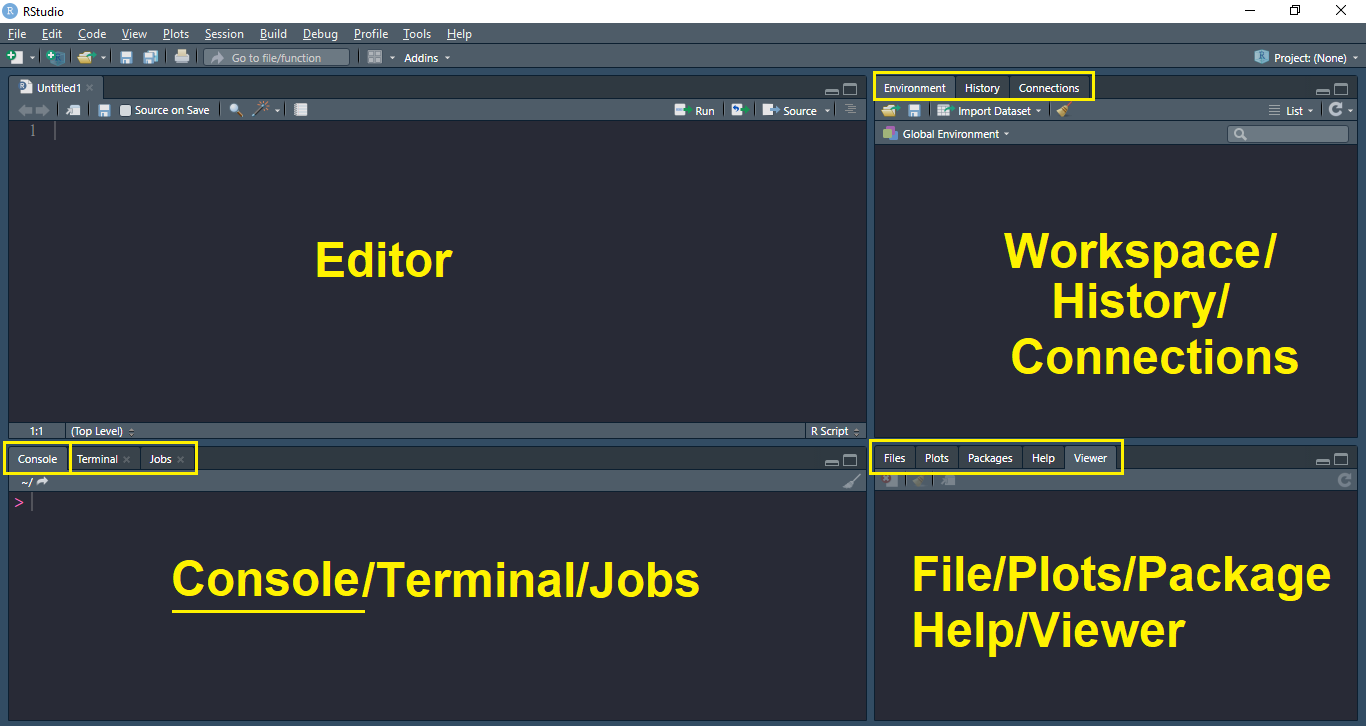 RStudio
File Edit Code View Plots Session Build Debug Profile Tools Help
Go to file/function Addins Project: (None)
Untitled1
Source on Save Run Source
1
Editor
1:1 (Top Level) R Script
Environment History Connections
Import Dataset List
Global Environment
Workspace/
History/
Connections
Console Terminal Jobs
~/
>
Console/Terminal/Jobs
Files Plots Packages Help Viewer
File/Plots/Package
Help/Viewer